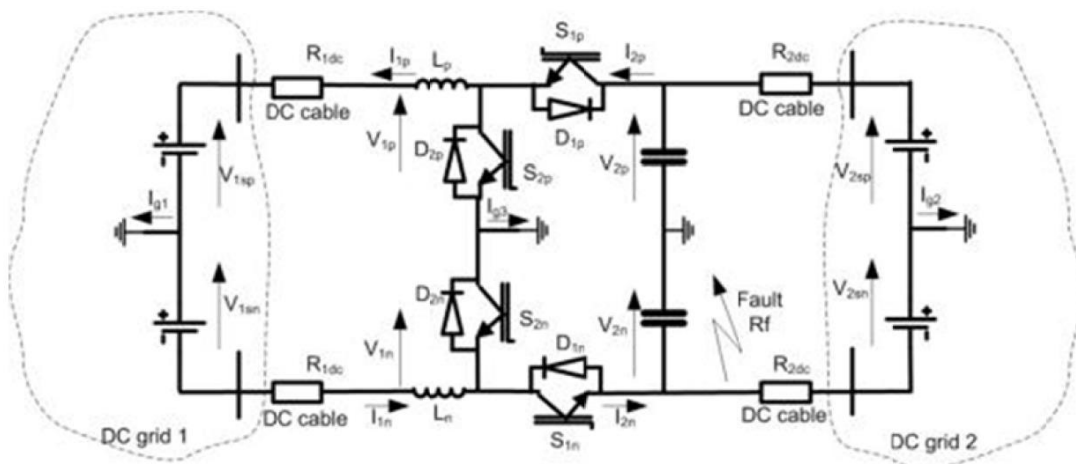 S1p
R1dc
I1p
Lp
I2p
R2dc
DC cable
D1p
DC cable
V1sp
V1p
D2p
S2p
V2p
V2sp
Ig1
Ig3
Ig2
V1sn
D2n
S2n
V2n
Fault
Rf
V2sn
V1n
D1n
R1dc
R2dc
DC cable
I1n
Ln
S1n
I2n
DC cable
DC grid 1
DC grid 2